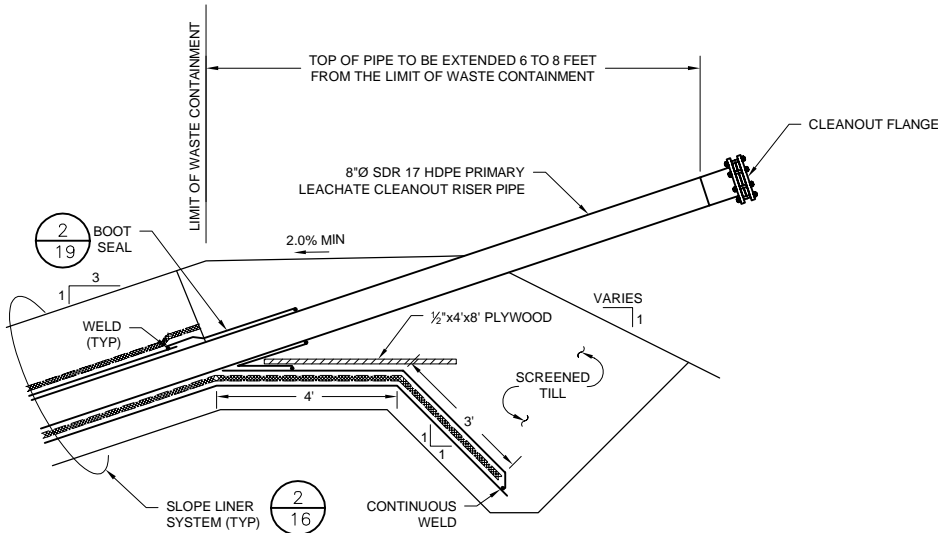 TOP OF PIPE TO BE EXTENDED 6 TO 8 FEET
FROM THE LIMIT OF WASTE CONTAINMENT
LIMIT OF WASTE CONTAINMENT
CLEANOUT FLANGE
8"Ø SDR 17 HDPE PRIMARY
LEACHATE CLEANOUT RISER PIPE
2
19
BOOT
SEAL
2.0% MIN
3
1
VARIES
1
WELD
(TYP)
½"x4'x8' PLYWOOD
SCREENED
TILL
4'
3'
1
1
SLOPE LINER
SYSTEM (TYP)
2
16
CONTINUOUS
WELD